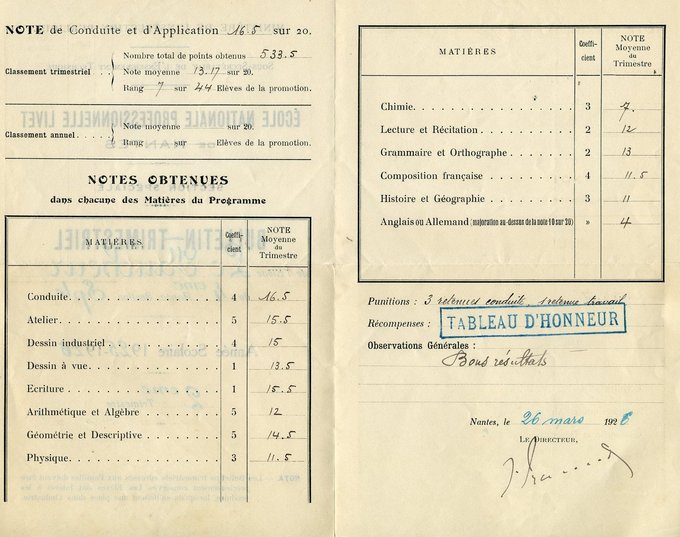 NOTE de Conduite et d'Application 16.5 sur 20.
Classement trimestriel
Nombre total de points obtenus 533.5
Note moyenne 13.17 sur 20.
Rang 7 sur 44 Elèves de la promotion.
Classement annuel
Note moyenne sur 20.
Rang sur Elèves de la promotion.
NOTES OBTENUES
dans chacune des Matières du Programme
MATIÈRES Coeffi-cient NOTE Moyenne du Trimestre
Conduite 4 16.5
Atelier 5 15.5
Dessin industriel 4 15
Dessin à vue 1 13.5
Ecriture 1 15.5
Arithmétique et Algèbre 5 12
Géométrie et Descriptive 5 14.5
Physique 3 11.5
MATIÈRES Coeffi-cient NOTE Moyenne du Trimestre
Chimie 3 7.
Lecture et Récitation 2 12
Grammaire et Orthographe 2 13
Composition française 4 11.5
Histoire et Géographie 3 11
Anglais ou Allemand (majoration au-dessus de la note 10 sur 20) » 4
Punitions : 3 retenues conduite, 1 retenue travail
Récompenses : TABLEAU D'HONNEUR
Observations Générales :
Bons résultats
Nantes, le 26 mars 1926
LE DIRECTEUR,